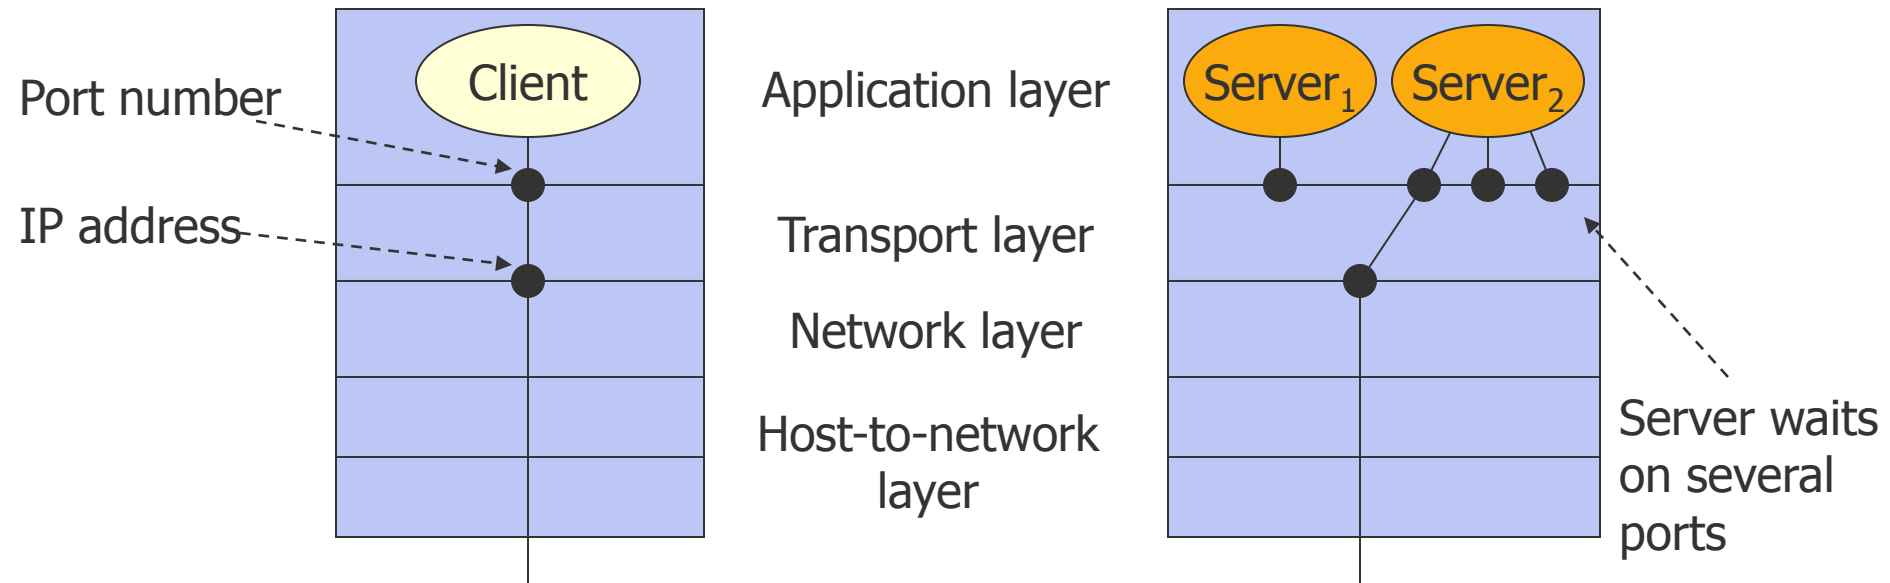 Port number
IP address
Client
Application layer
Transport layer
Network layer
Host-to-network
layer
Server1
Server2
Server waits
on several
ports